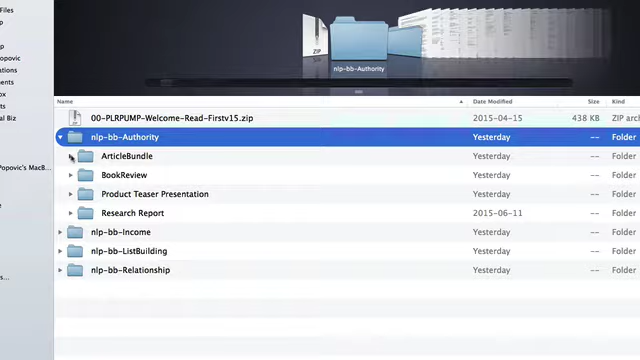 Files
p
opovic
ations
ments
ox
ts
al Biz
Popovic's MacB...
e
s...
ZIP
nlp-bb-Authority
Name Date Modified Size Kind
00-PLRPUMP-Welcome-Read-Firstv15.zip 2015-04-15 438 KB ZIP arch
nlp-bb-Authority Yesterday -- Folder
ArticleBundle Yesterday -- Folder
BookReview Yesterday -- Folder
Product Teaser Presentation Yesterday -- Folder
Research Report 2015-06-11 -- Folder
nlp-bb-Income Yesterday -- Folder
nlp-bb-ListBuilding Yesterday -- Folder
nlp-bb-Relationship Yesterday -- Folder